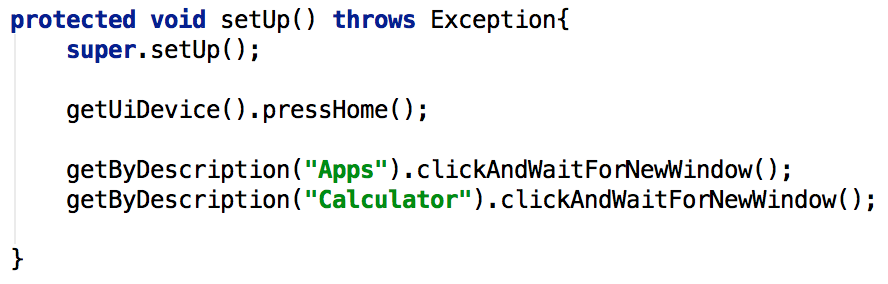 protected void setUp() throws Exception{
    super.setUp();
    getUiDevice().pressHome();
    getByDescription("Apps").clickAndWaitForNewWindow();
    getByDescription("Calculator").clickAndWaitForNewWindow();
}